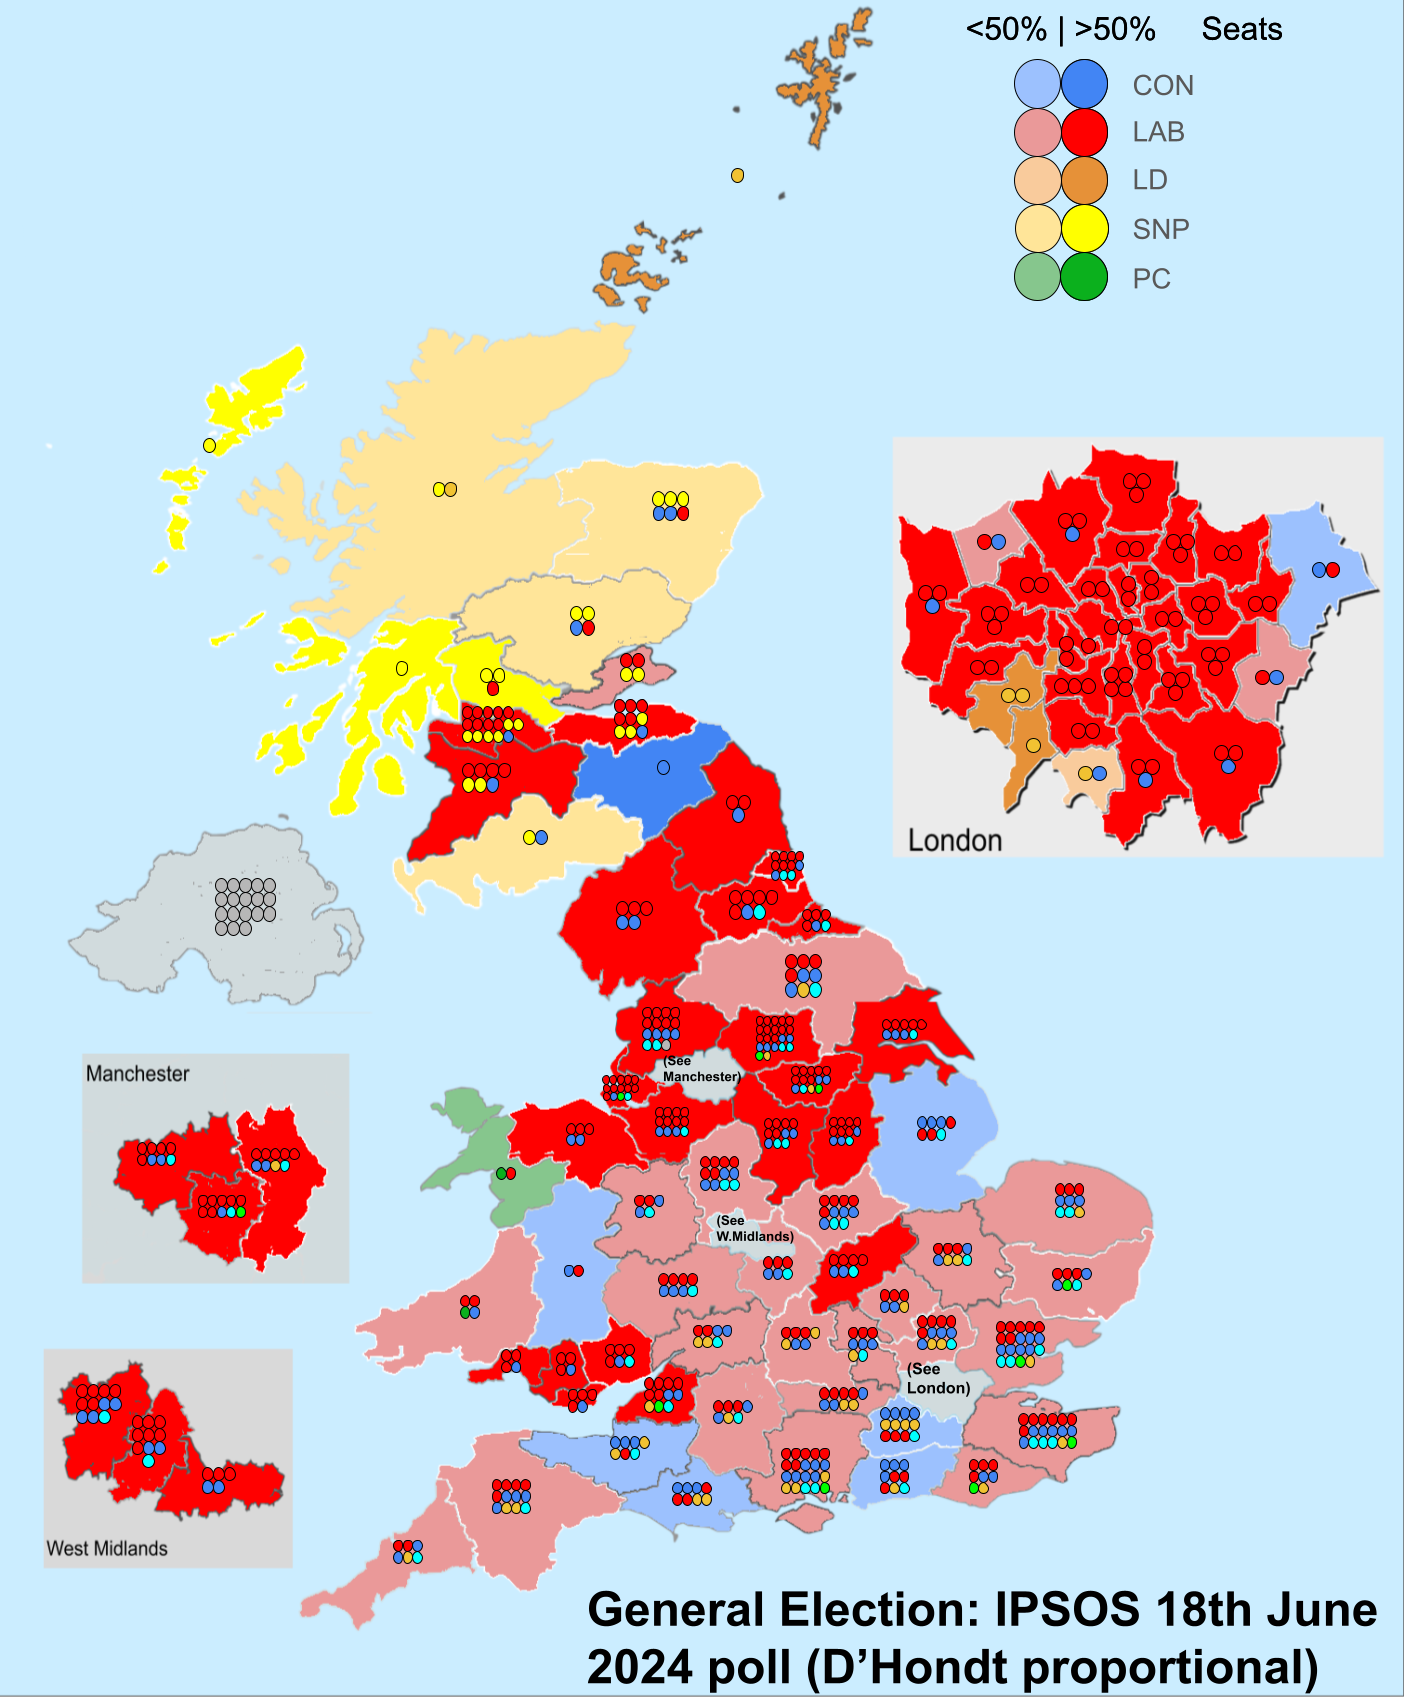 <50% | >50% Seats
CON
LAB
LD
SNP
PC
London
(See
Manchester)
Manchester
(See
W.Midlands)
(See
London)
West Midlands
General Election: IPSOS 18th June
2024 poll (D’Hondt proportional)